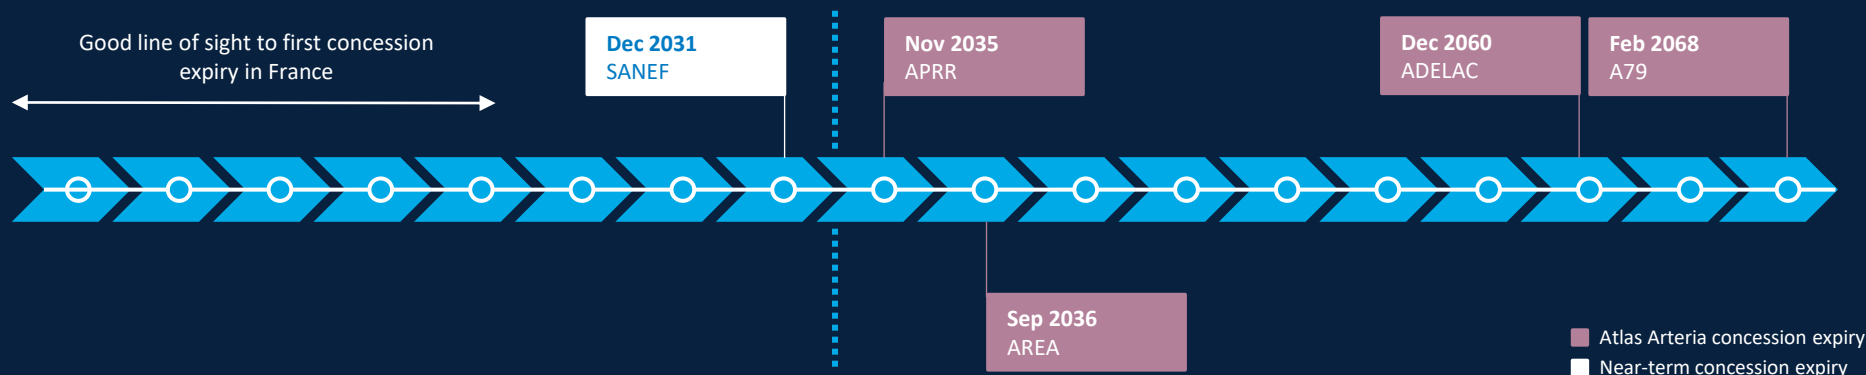 Good line of sight to first concession
expiry in France
Dec 2031
SANEF
Nov 2035
APRR
Dec 2060
ADELAC
Feb 2068
A79
Sep 2036
AREA
Atlas Arteria concession expiry
Near-term concession expiry